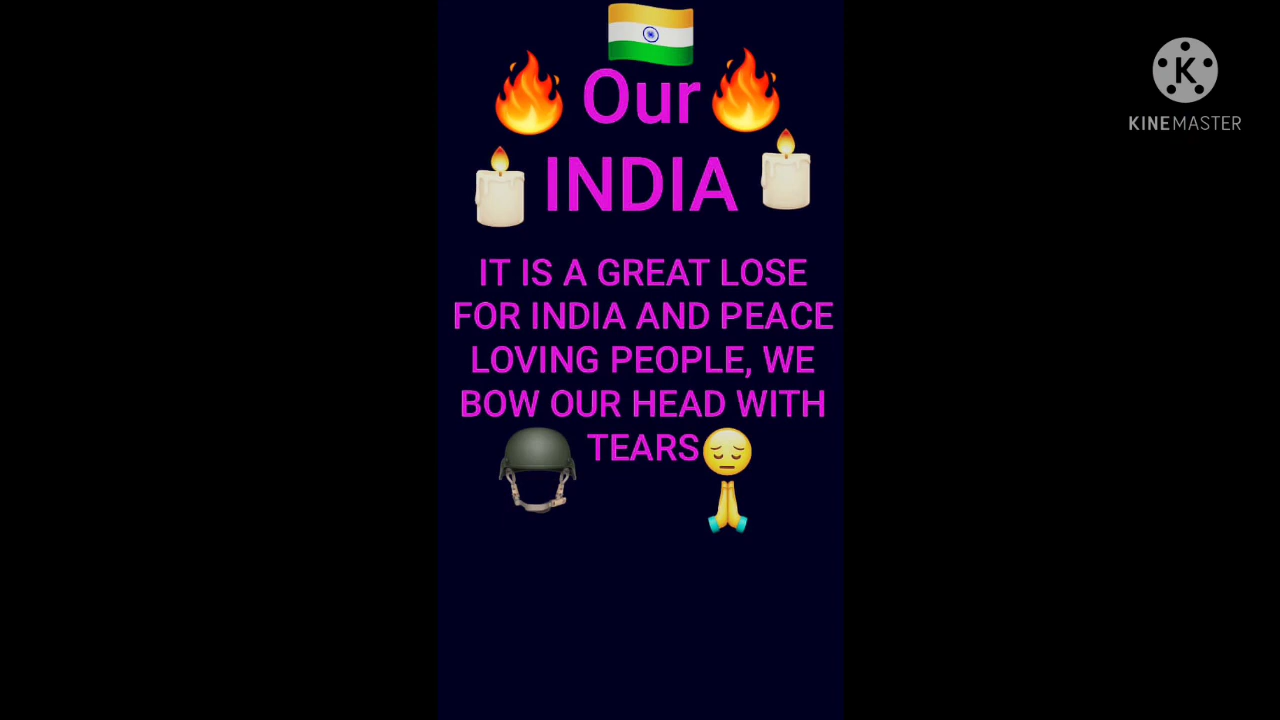 Our
INDIA
IT IS A GREAT LOSE
FOR INDIA AND PEACE
LOVING PEOPLE, WE
BOW OUR HEAD WITH
TEARS
K
KINEMASTER